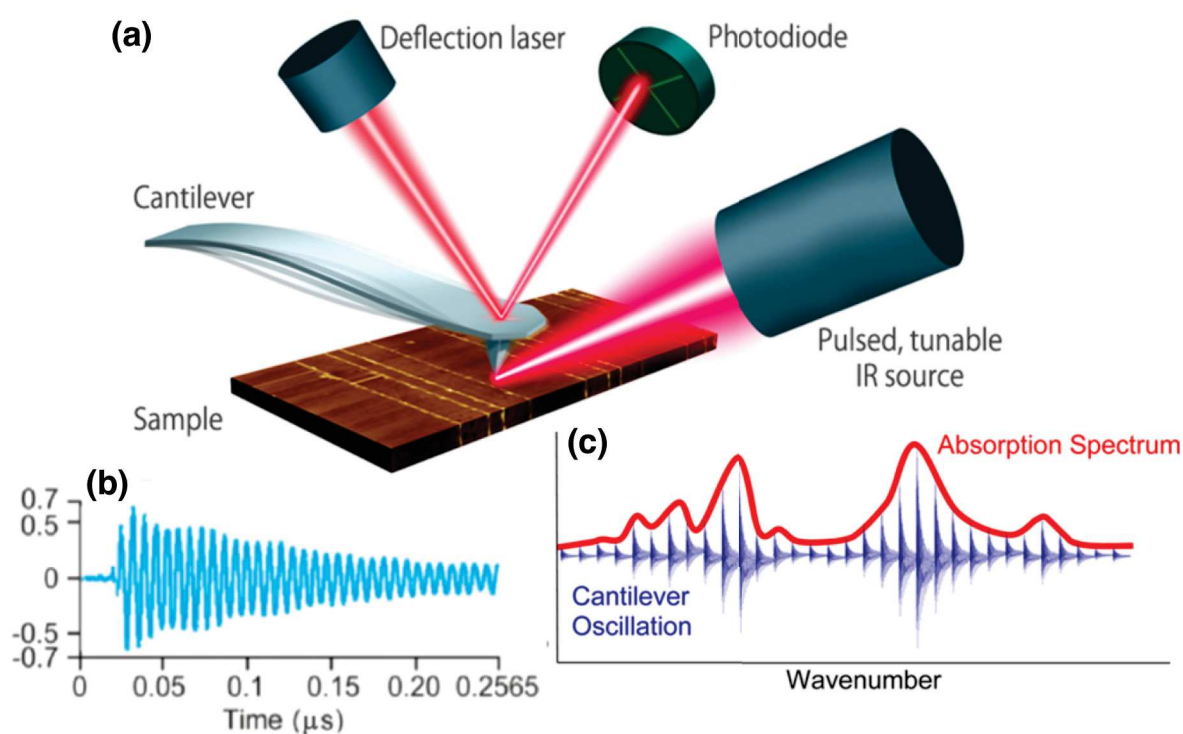 (a)
Deflection laser
Photodiode
Cantilever
Pulsed, tunable
IR source
Sample
(b)
0.7
0.5
0
-0.5
-0.7
0 0.05 0.1 0.15 0.20 0.2565
Time (μs)
(c)
Absorption Spectrum
Cantilever
Oscillation
Wavenumber